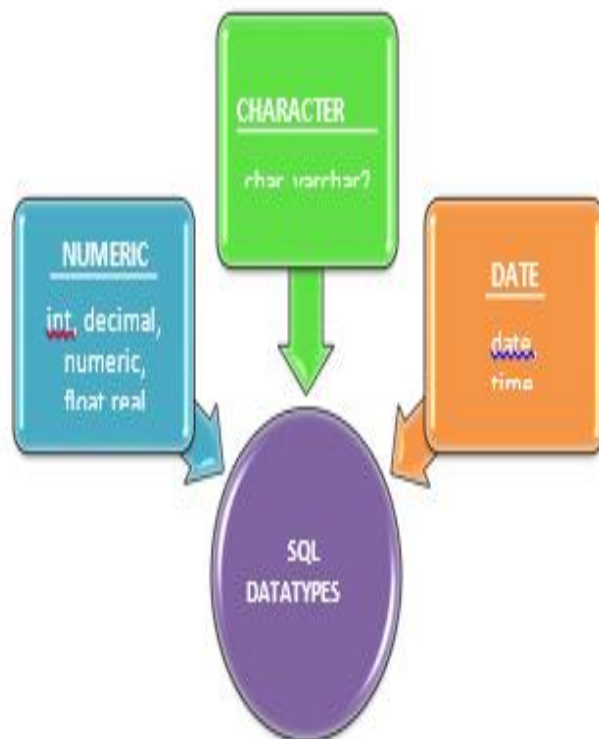 CHARACTER
char varchar2
NUMERIC
int, decimal,
numeric,
float real
DATE
date,
time
SQL
DATATYPES